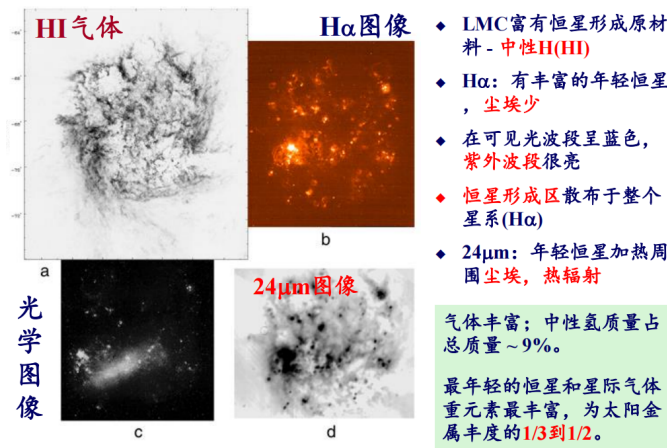 HI气体
Hα图像
a
b
光学图像
24μm图像
c
d
◆ LMC富有恒星形成原材
料 - 中性H(HI)
◆ Hα：有丰富的年轻恒星
，尘埃少
◆ 在可见光波段呈蓝色，
紫外波段很亮
◆ 恒星形成区散布于整个
星系(Hα)
◆ 24μm：年轻恒星加热周
围尘埃，热辐射
气体丰富；中性氢质量占
总质量 ~ 9%。
最年轻的恒星和星际气体
重元素最丰富，为太阳金
属丰度的1/3到1/2。